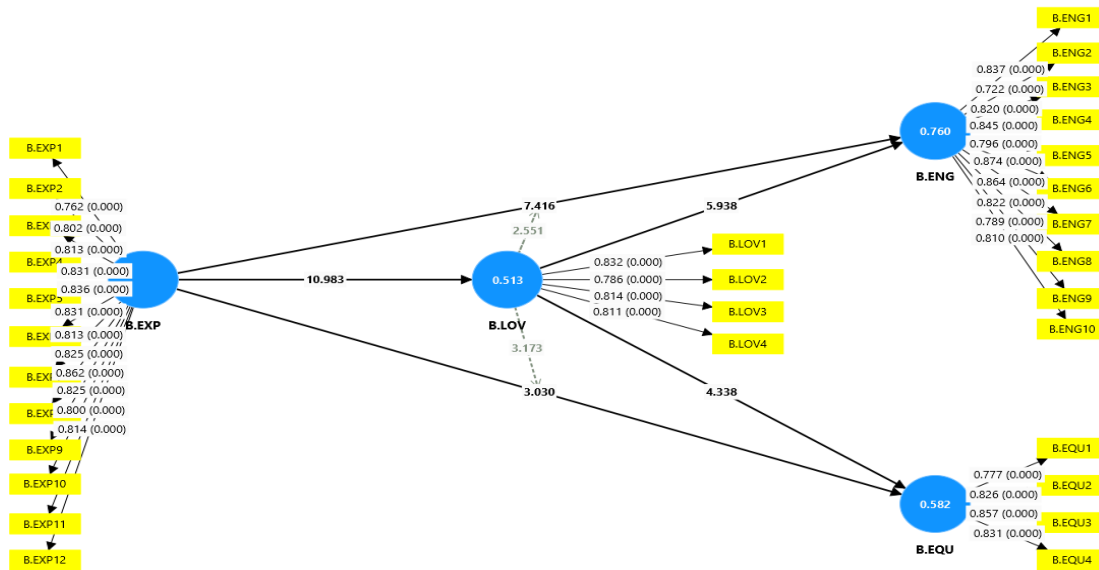 B.EXP1
B.EXP2
B.EXP4
B.EXP5
B.EXP9
B.EXP10
B.EXP11
B.EXP12
0.762 (0.000)
0.802 (0.000)
0.813 (0.000)
0.831 (0.000)
0.836 (0.000)
0.831 (0.000)
0.813 (0.000)
0.825 (0.000)
0.862 (0.000)
0.825 (0.000)
0.800 (0.000)
0.814 (0.000)
B.EXP
7.416
2.551
10.983
3.173
3.030
0.513
B.LOV
5.938
4.338
0.832 (0.000)
0.786 (0.000)
0.814 (0.000)
0.811 (0.000)
B.LOV1
B.LOV2
B.LOV3
B.LOV4
0.760
B.ENG
0.837 (0.000)
0.722 (0.000)
0.820 (0.000)
0.845 (0.000)
0.796 (0.000)
0.874 (0.000)
0.864 (0.000)
0.822 (0.000)
0.789 (0.000)
0.810 (0.000)
B.ENG1
B.ENG2
B.ENG3
B.ENG4
B.ENG5
B.ENG6
B.ENG7
B.ENG8
B.ENG9
B.ENG10
0.582
B.EQU
0.777 (0.000)
0.826 (0.000)
0.857 (0.000)
0.831 (0.000)
B.EQU1
B.EQU2
B.EQU3
B.EQU4